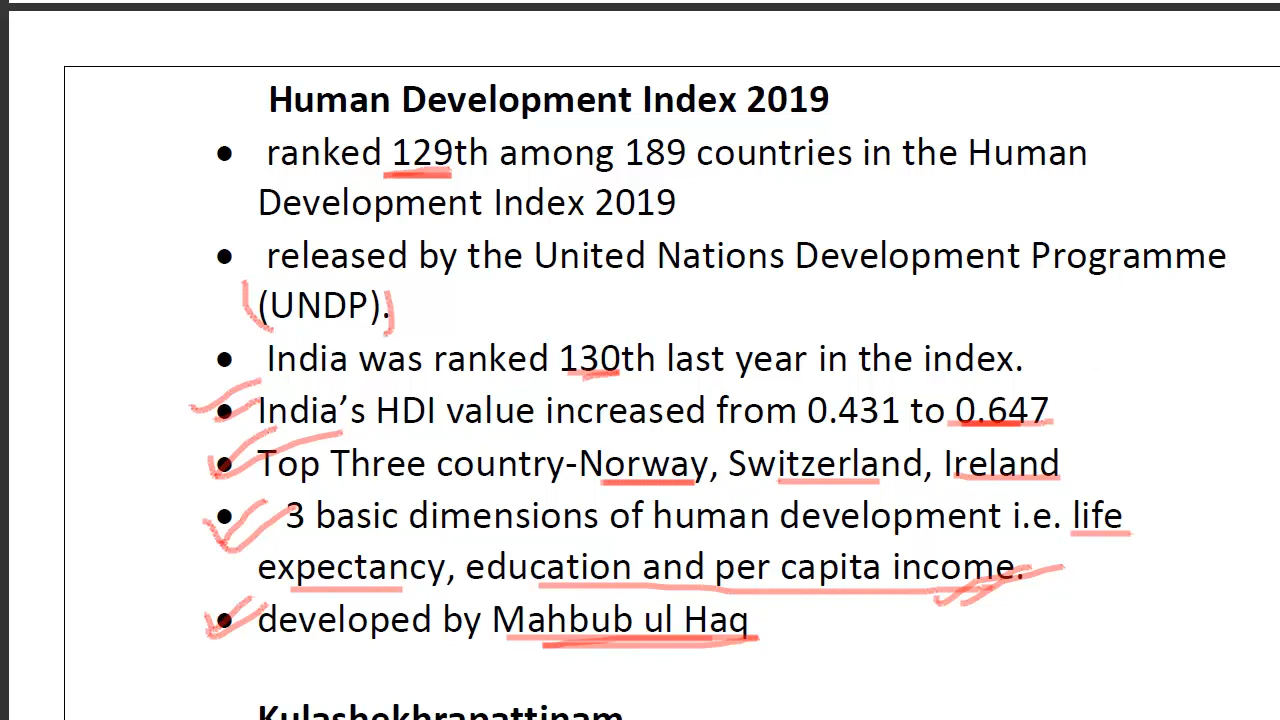 Human Development Index 2019
• ranked 129th among 189 countries in the Human
Development Index 2019
• released by the United Nations Development Programme
(UNDP).
• India was ranked 130th last year in the index.
• India’s HDI value increased from 0.431 to 0.647
• Top Three country-Norway, Switzerland, Ireland
• 3 basic dimensions of human development i.e. life
expectancy, education and per capita income.
• developed by Mahbub ul Haq
Kulashekhrapattinam